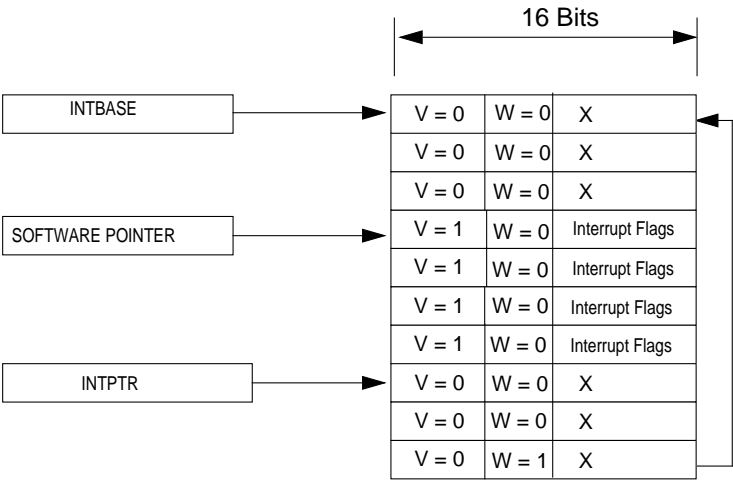 16 Bits
INTBASE
V = 0 W = 0 X
V = 0 W = 0 X
V = 0 W = 0 X
SOFTWARE POINTER
V = 1 W = 0 Interrupt Flags
V = 1 W = 0 Interrupt Flags
V = 1 W = 0 Interrupt Flags
V = 1 W = 0 Interrupt Flags
INTPTR
V = 0 W = 0 X
V = 0 W = 0 X
V = 0 W = 1 X